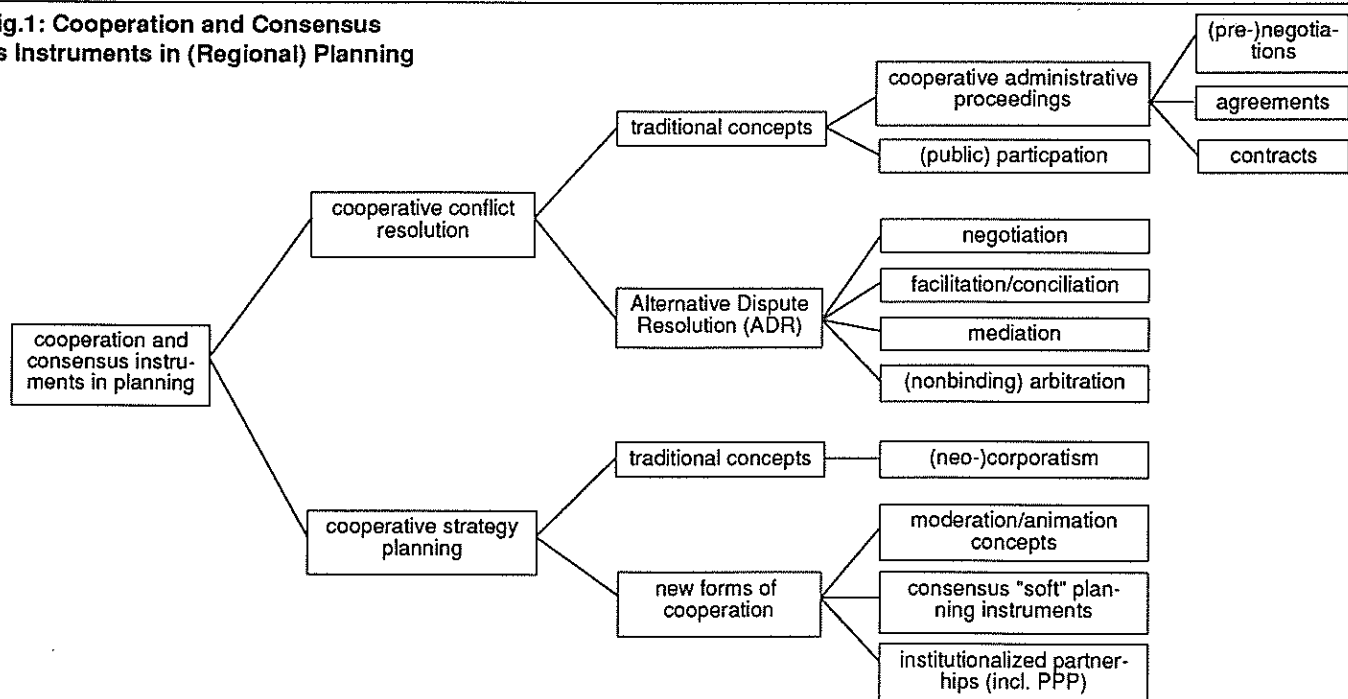 ig.1: Cooperation and Consensus
s Instruments in (Regional) Planning
(pre-)negotia-
tions
cooperative administrative
proceedings
agreements
traditional concepts
(public) particpation
contracts
cooperative conflict
resolution
negotiation
facilitation/conciliation
Alternative Dispute
Resolution (ADR)
mediation
cooperation and
consensus instru-
ments in planning
(nonbinding) arbitration
traditional concepts
(neo-)corporatism
cooperative strategy
planning
moderation/animation
concepts
new forms of
cooperation
consensus "soft" plan-
ning instruments
institutionalized partner-
hips (incl. PPP)